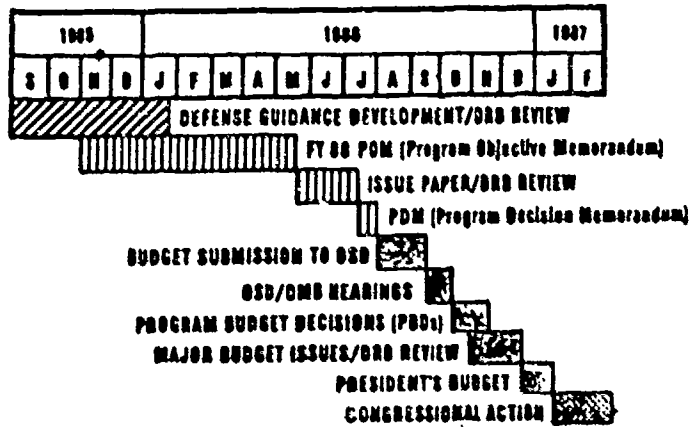 1985 1986 1987
S O N D J F M A M J J A S O N D J F
DEFENSE GUIDANCE DEVELOPMENT/DRB REVIEW
FY 88 POM (Program Objective Memorandum)
ISSUE PAPER/DRB REVIEW
PDM (Program Decision Memorandum)
BUDGET SUBMISSION TO OSD
OSD/OMB HEARINGS
PROGRAM BUDGET DECISIONS (PBDs)
MAJOR BUDGET ISSUES/DRB REVIEW
PRESIDENT'S BUDGET
CONGRESSIONAL ACTION